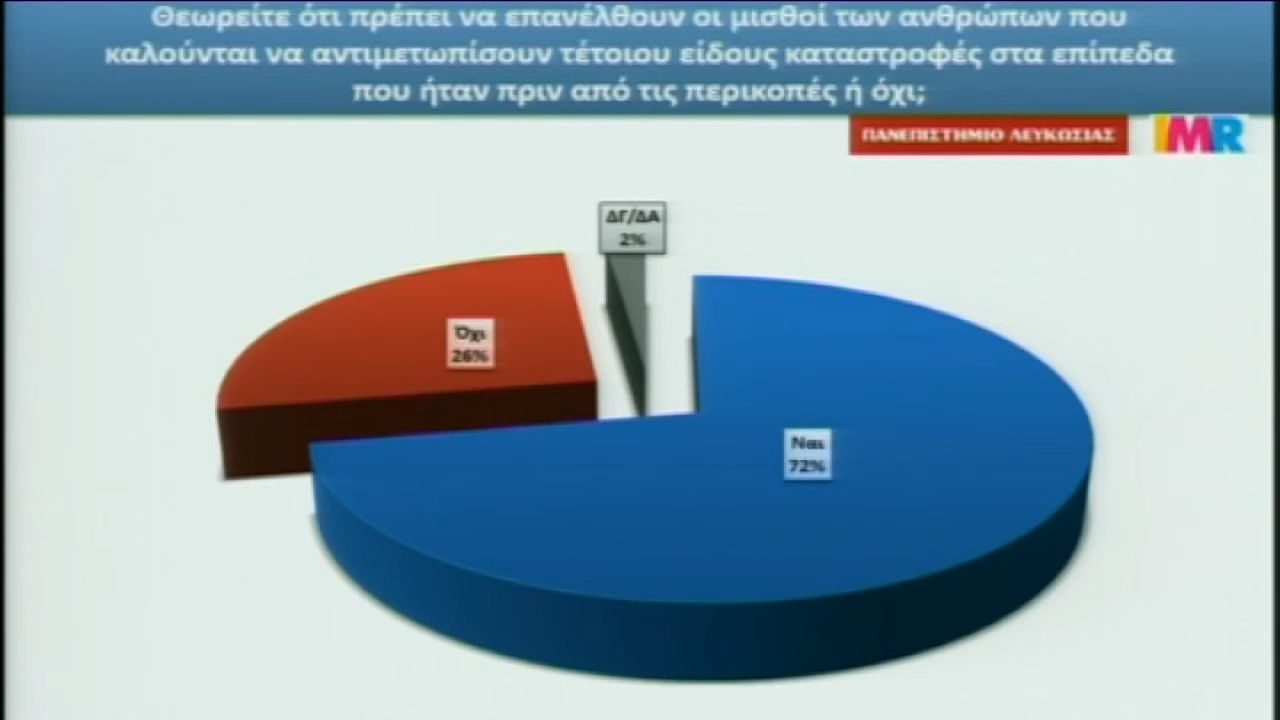 Θεωρείτε ότι πρέπει να επανέλθουν οι μισθοί των ανθρώπων που
καλούνται να αντιμετωπίσουν τέτοιου είδους καταστροφές στα επίπεδα
που ήταν πριν από τις περικοπές ή όχι;
ΠΑΝΕΠΙΣΤΗΜΙΟ ΛΕΥΚΩΣΙΑΣ
IMR
ΔΓ/ΔΑ
2%
Όχι
26%
Ναι
72%